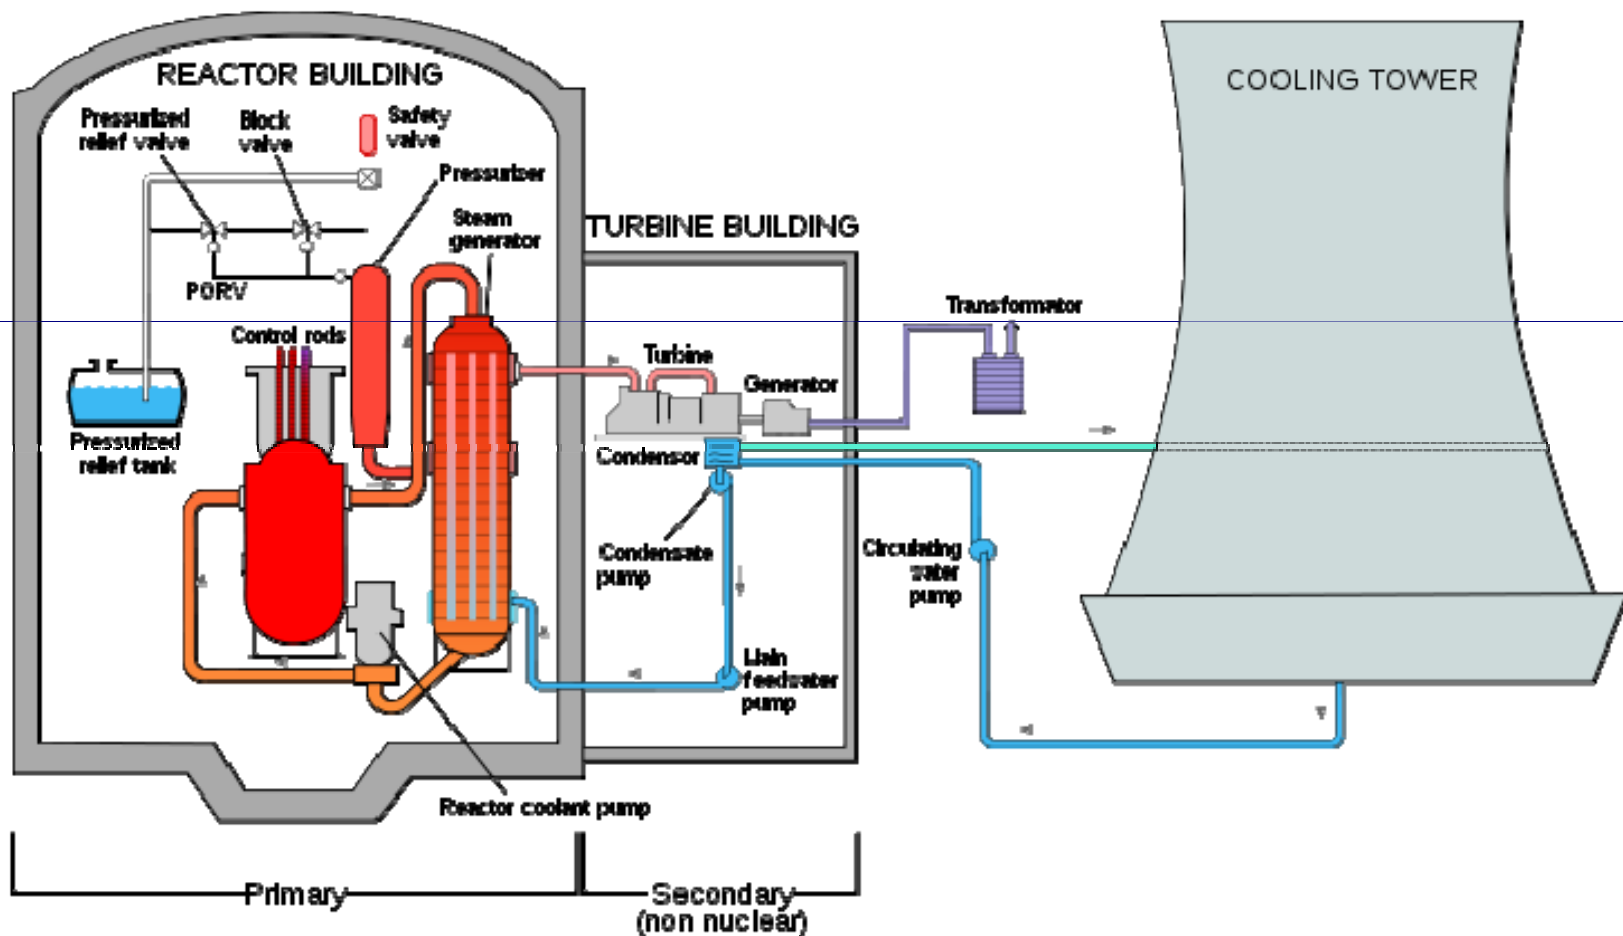 REACTOR BUILDING
COOLING TOWER
Pressurized
relief valve
Block
valve
Safety
valve
Pressurizer
Steam
generator
TURBINE BUILDING
PORV
Control rods
Transformator
Turbine
Generator
Pressurized
relief tank
Condensor
Condensate
pump
Circulating
water
pump
Main
feedwater
pump
Reactor coolant pump
Primary
Secondary
(non nuclear)